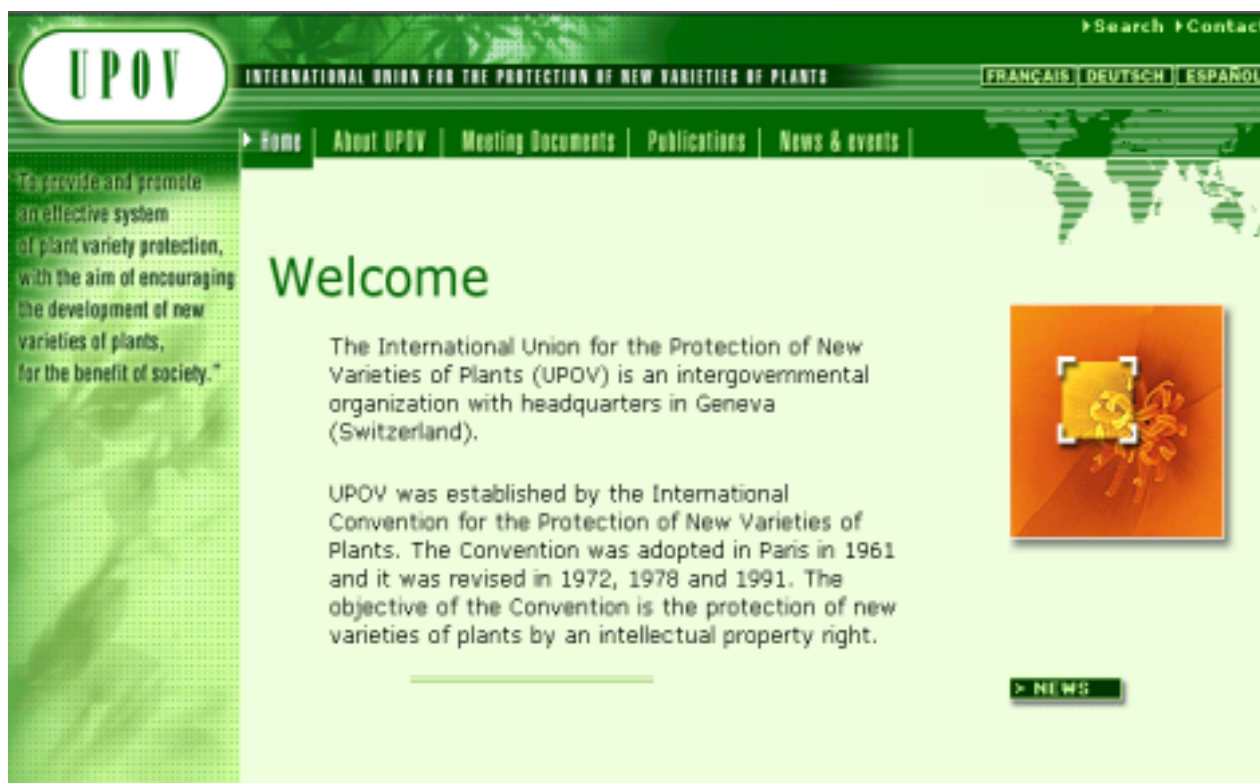 Search Contact
UPOV
INTERNATIONAL UNION FOR THE PROTECTION OF NEW VARIETIES OF PLANTS
FRANÇAIS DEUTSCH ESPAÑOL
Home About UPOV Meeting Documents Publications News & events
"To provide and promote
an effective system
of plant variety protection,
with the aim of encouraging
the development of new
varieties of plants,
for the benefit of society."
Welcome
The International Union for the Protection of New
Varieties of Plants (UPOV) is an intergovernmental
organization with headquarters in Geneva
(Switzerland).
UPOV was established by the International
Convention for the Protection of New Varieties of
Plants. The Convention was adopted in Paris in 1961
and it was revised in 1972, 1978 and 1991. The
objective of the Convention is the protection of new
varieties of plants by an intellectual property right.
> NEWS